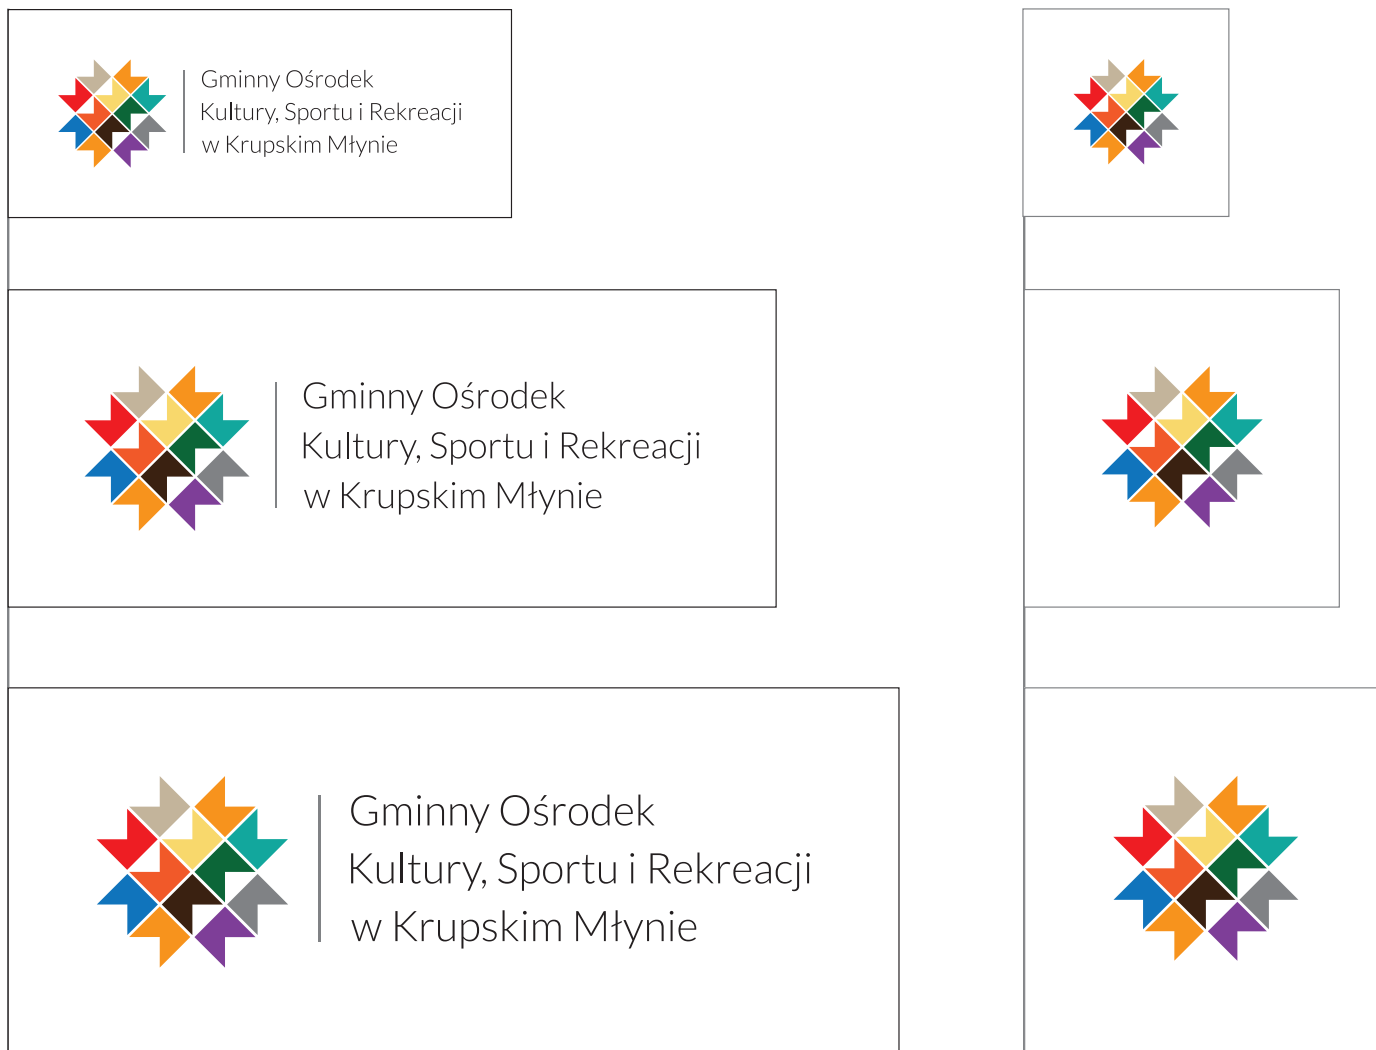 Gminny Ośrodek
Kultury, Sportu i Rekreacji
w Krupskim Młynie
Gminny Ośrodek
Kultury, Sportu i Rekreacji
w Krupskim Młynie
Gminny Ośrodek
Kultury, Sportu i Rekreacji
w Krupskim Młynie